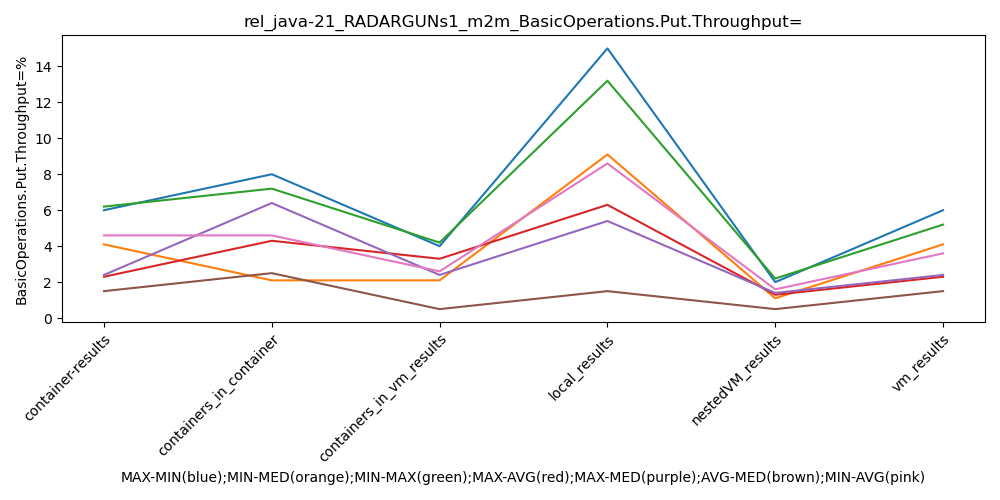 rel_java-21_RADARGUNs1_m2m_BasicOperations.Put.Throughput=
BasicOperations.Put.Throughput=%
14
12
10
8
6
4
2
0
container-results
containers_in_container
containers_in_vm_results
local_results
nestedVM_results
vm_results
MAX-MIN(blue);MIN-MED(orange);MIN-MAX(green);MAX-AVG(red);MAX-MED(purple);AVG-MED(brown);MIN-AVG(pink)